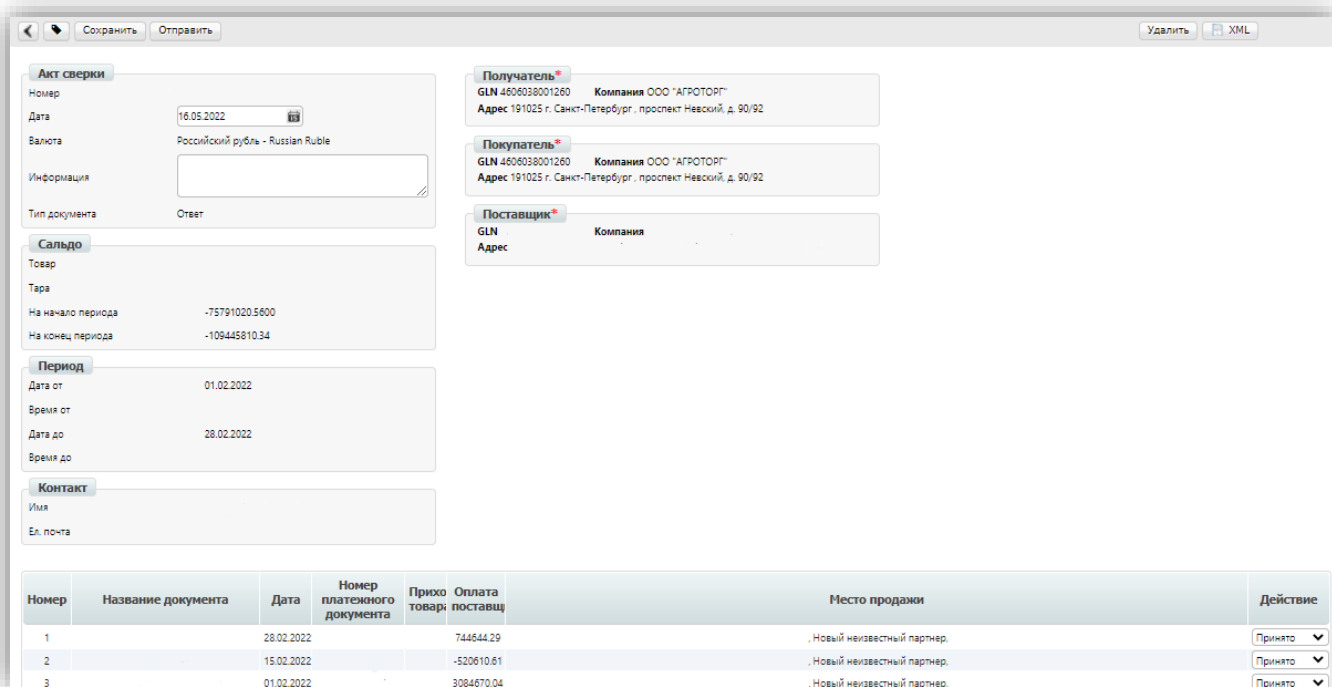 Сохранить Отправить Удалить XML
Акт сверки
Номер
Дата 16.05.2022
Валюта Российский рубль - Russian Ruble
Информация
Тип документа Ответ
Сальдо
Товар
Тара
На начало периода -75791020.5600
На конец периода -109445810.34
Период
Дата от 01.02.2022
Время от
Дата до 28.02.2022
Время до
Контакт
Имя
Ел. почта
Получатель*
GLN 4606038001260 Компания ООО "АГРОТОРГ"
Адрес 191025 г. Санкт-Петербург , проспект Невский, д. 90/92
Покупатель*
GLN 4606038001260 Компания ООО "АГРОТОРГ"
Адрес 191025 г. Санкт-Петербург , проспект Невский, д. 90/92
Поставщик*
GLN Компания
Адрес
Номер Название документа Дата Номер платежного документа Прихо товара Оплата поставщи Место продажи Действие
1 28.02.2022 744644.29 , Новый неизвестный партнер, Принято
2 15.02.2022 -520610.61 , Новый неизвестный партнер, Принято
3 01.02.2022 3084670.04 , Новый неизвестный партнер, Принято